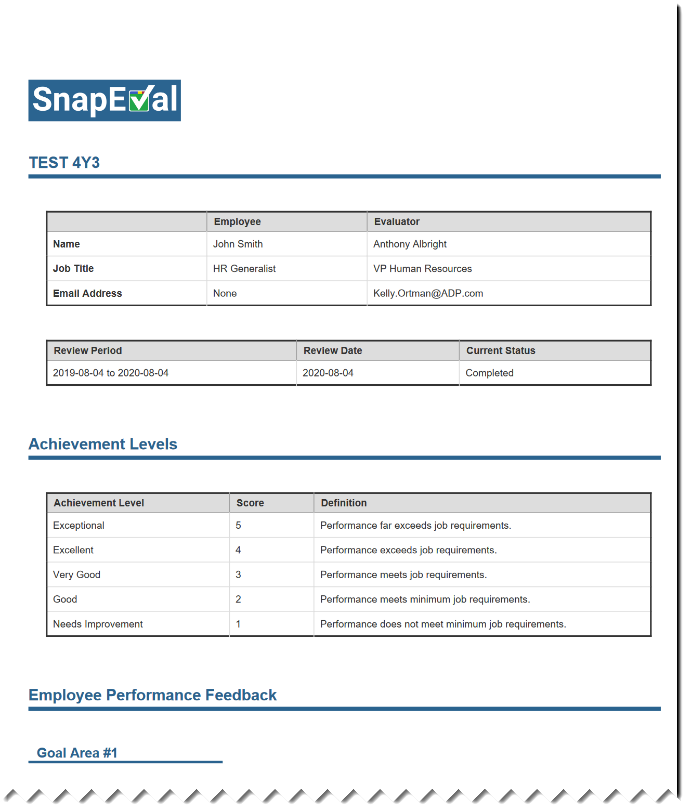 SnapEval
TEST 4Y3
Employee Evaluator
Name John Smith Anthony Albright
Job Title HR Generalist VP Human Resources
Email Address None Kelly.Ortman@ADP.com
Review Period Review Date Current Status
2019-08-04 to 2020-08-04 2020-08-04 Completed
Achievement Levels
Achievement Level Score Definition
Exceptional 5 Performance far exceeds job requirements.
Excellent 4 Performance exceeds job requirements.
Very Good 3 Performance meets job requirements.
Good 2 Performance meets minimum job requirements.
Needs Improvement 1 Performance does not meet minimum job requirements.
Employee Performance Feedback
Goal Area #1